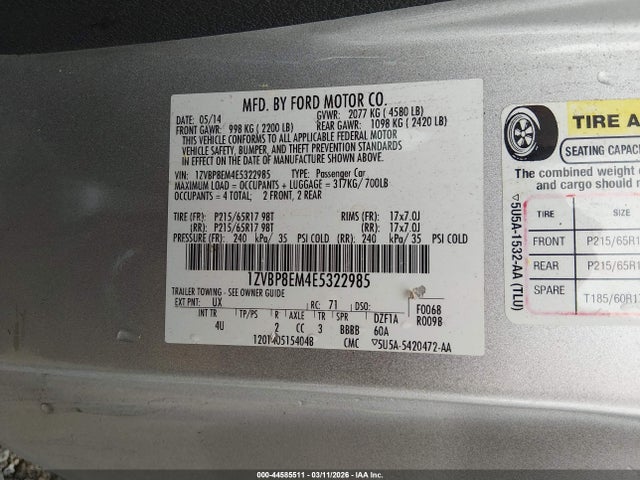 MFD. BY FORD MOTOR CO.
DATE: 05/14 GVWR: 2077 KG ( 4580 LB)
FRONT GAWR: 998 KG ( 2200 LB) REAR GAWR: 1098 KG ( 2420 LB)
THIS VEHICLE CONFORMS TO ALL APPLICABLE FEDERAL MOTOR
VEHICLE SAFETY, BUMPER, AND THEFT PREVENTION STANDARDS
IN EFFECT ON THE DATE OF MANUFACTURE SHOWN ABOVE.
VIN: 1ZVBP8EM4E5322985 TYPE: Passenger Car
MAXIMUM LOAD = OCCUPANTS + LUGGAGE = 317KG/700LB
OCCUPANTS = 4 TOTAL; 2 FRONT, 2 REAR
TIRE (FR): P215/65R17 98T RIMS (FR): 17x7.0J
(RR): P215/65R17 98T (RR): 17x7.0J
PRESSURE (FR): 240 kPa/ 35 PSI COLD (RR): 240 kPa/ 35 PSI COLD
1ZVBP8EM4E5322985
TRAILER TOWING - SEE OWNER GUIDE
EXT PNT: UX RC: 71 DSO: F0068
R0098
INT TR TP/PS R AXLE TR SPR DZF1A
4U 2 CC 3 BBBB 60A
12014051540４B CMC ▽5U5A-5420472-AA
TIRE A
SEATING CAPAC
The combined weight o
and cargo should n
TIRE SIZE
FRONT P215/65R1
REAR P215/65R1
SPARE T185/60R17
▽5U5A-1532-AA (TLU)
000-44585511 - 03/11/2026 - IAA Inc.